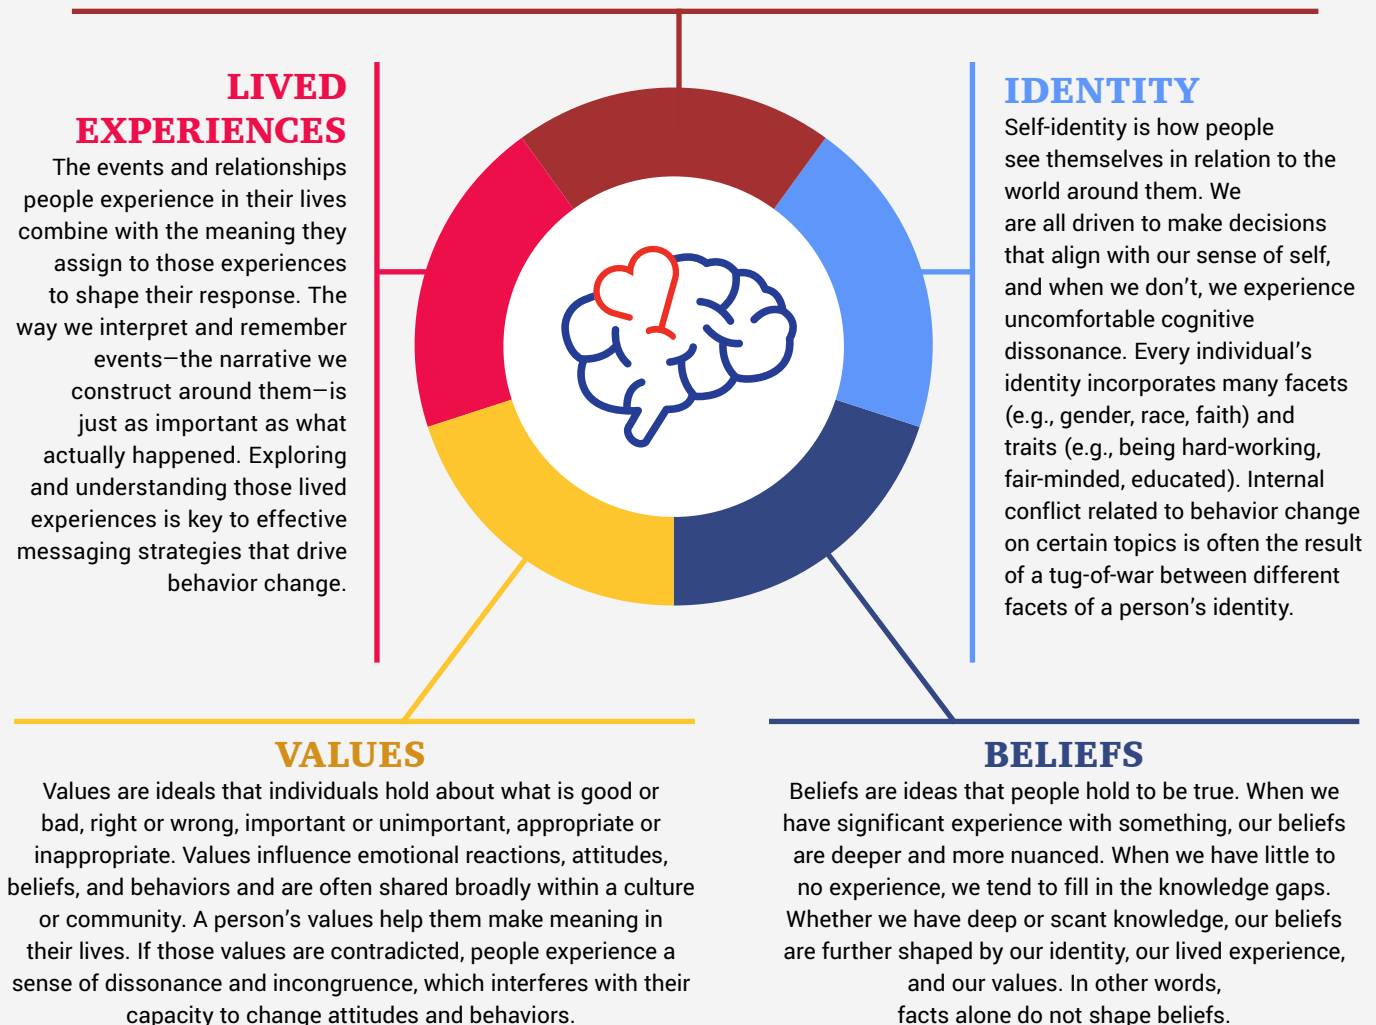 LIVED
EXPERIENCES
The events and relationships
people experience in their lives
combine with the meaning they
assign to those experiences
to shape their response. The
way we interpret and remember
events—the narrative we
construct around them—is
just as important as what
actually happened. Exploring
and understanding those lived
experiences is key to effective
messaging strategies that drive
behavior change.
IDENTITY
Self-identity is how people
see themselves in relation to the
world around them. We
are all driven to make decisions
that align with our sense of self,
and when we don’t, we experience
uncomfortable cognitive
dissonance. Every individual’s
identity incorporates many facets
(e.g., gender, race, faith) and
traits (e.g., being hard-working,
fair-minded, educated). Internal
conflict related to behavior change
on certain topics is often the result
of a tug-of-war between different
facets of a person’s identity.
VALUES
Values are ideals that individuals hold about what is good or
bad, right or wrong, important or unimportant, appropriate or
inappropriate. Values influence emotional reactions, attitudes,
beliefs, and behaviors and are often shared broadly within a culture
or community. A person’s values help them make meaning in
their lives. If those values are contradicted, people experience a
sense of dissonance and incongruence, which interferes with their
capacity to change attitudes and behaviors.
BELIEFS
Beliefs are ideas that people hold to be true. When we
have significant experience with something, our beliefs
are deeper and more nuanced. When we have little to
no experience, we tend to fill in the knowledge gaps.
Whether we have deep or scant knowledge, our beliefs
are further shaped by our identity, our lived experience,
and our values. In other words,
facts alone do not shape beliefs.